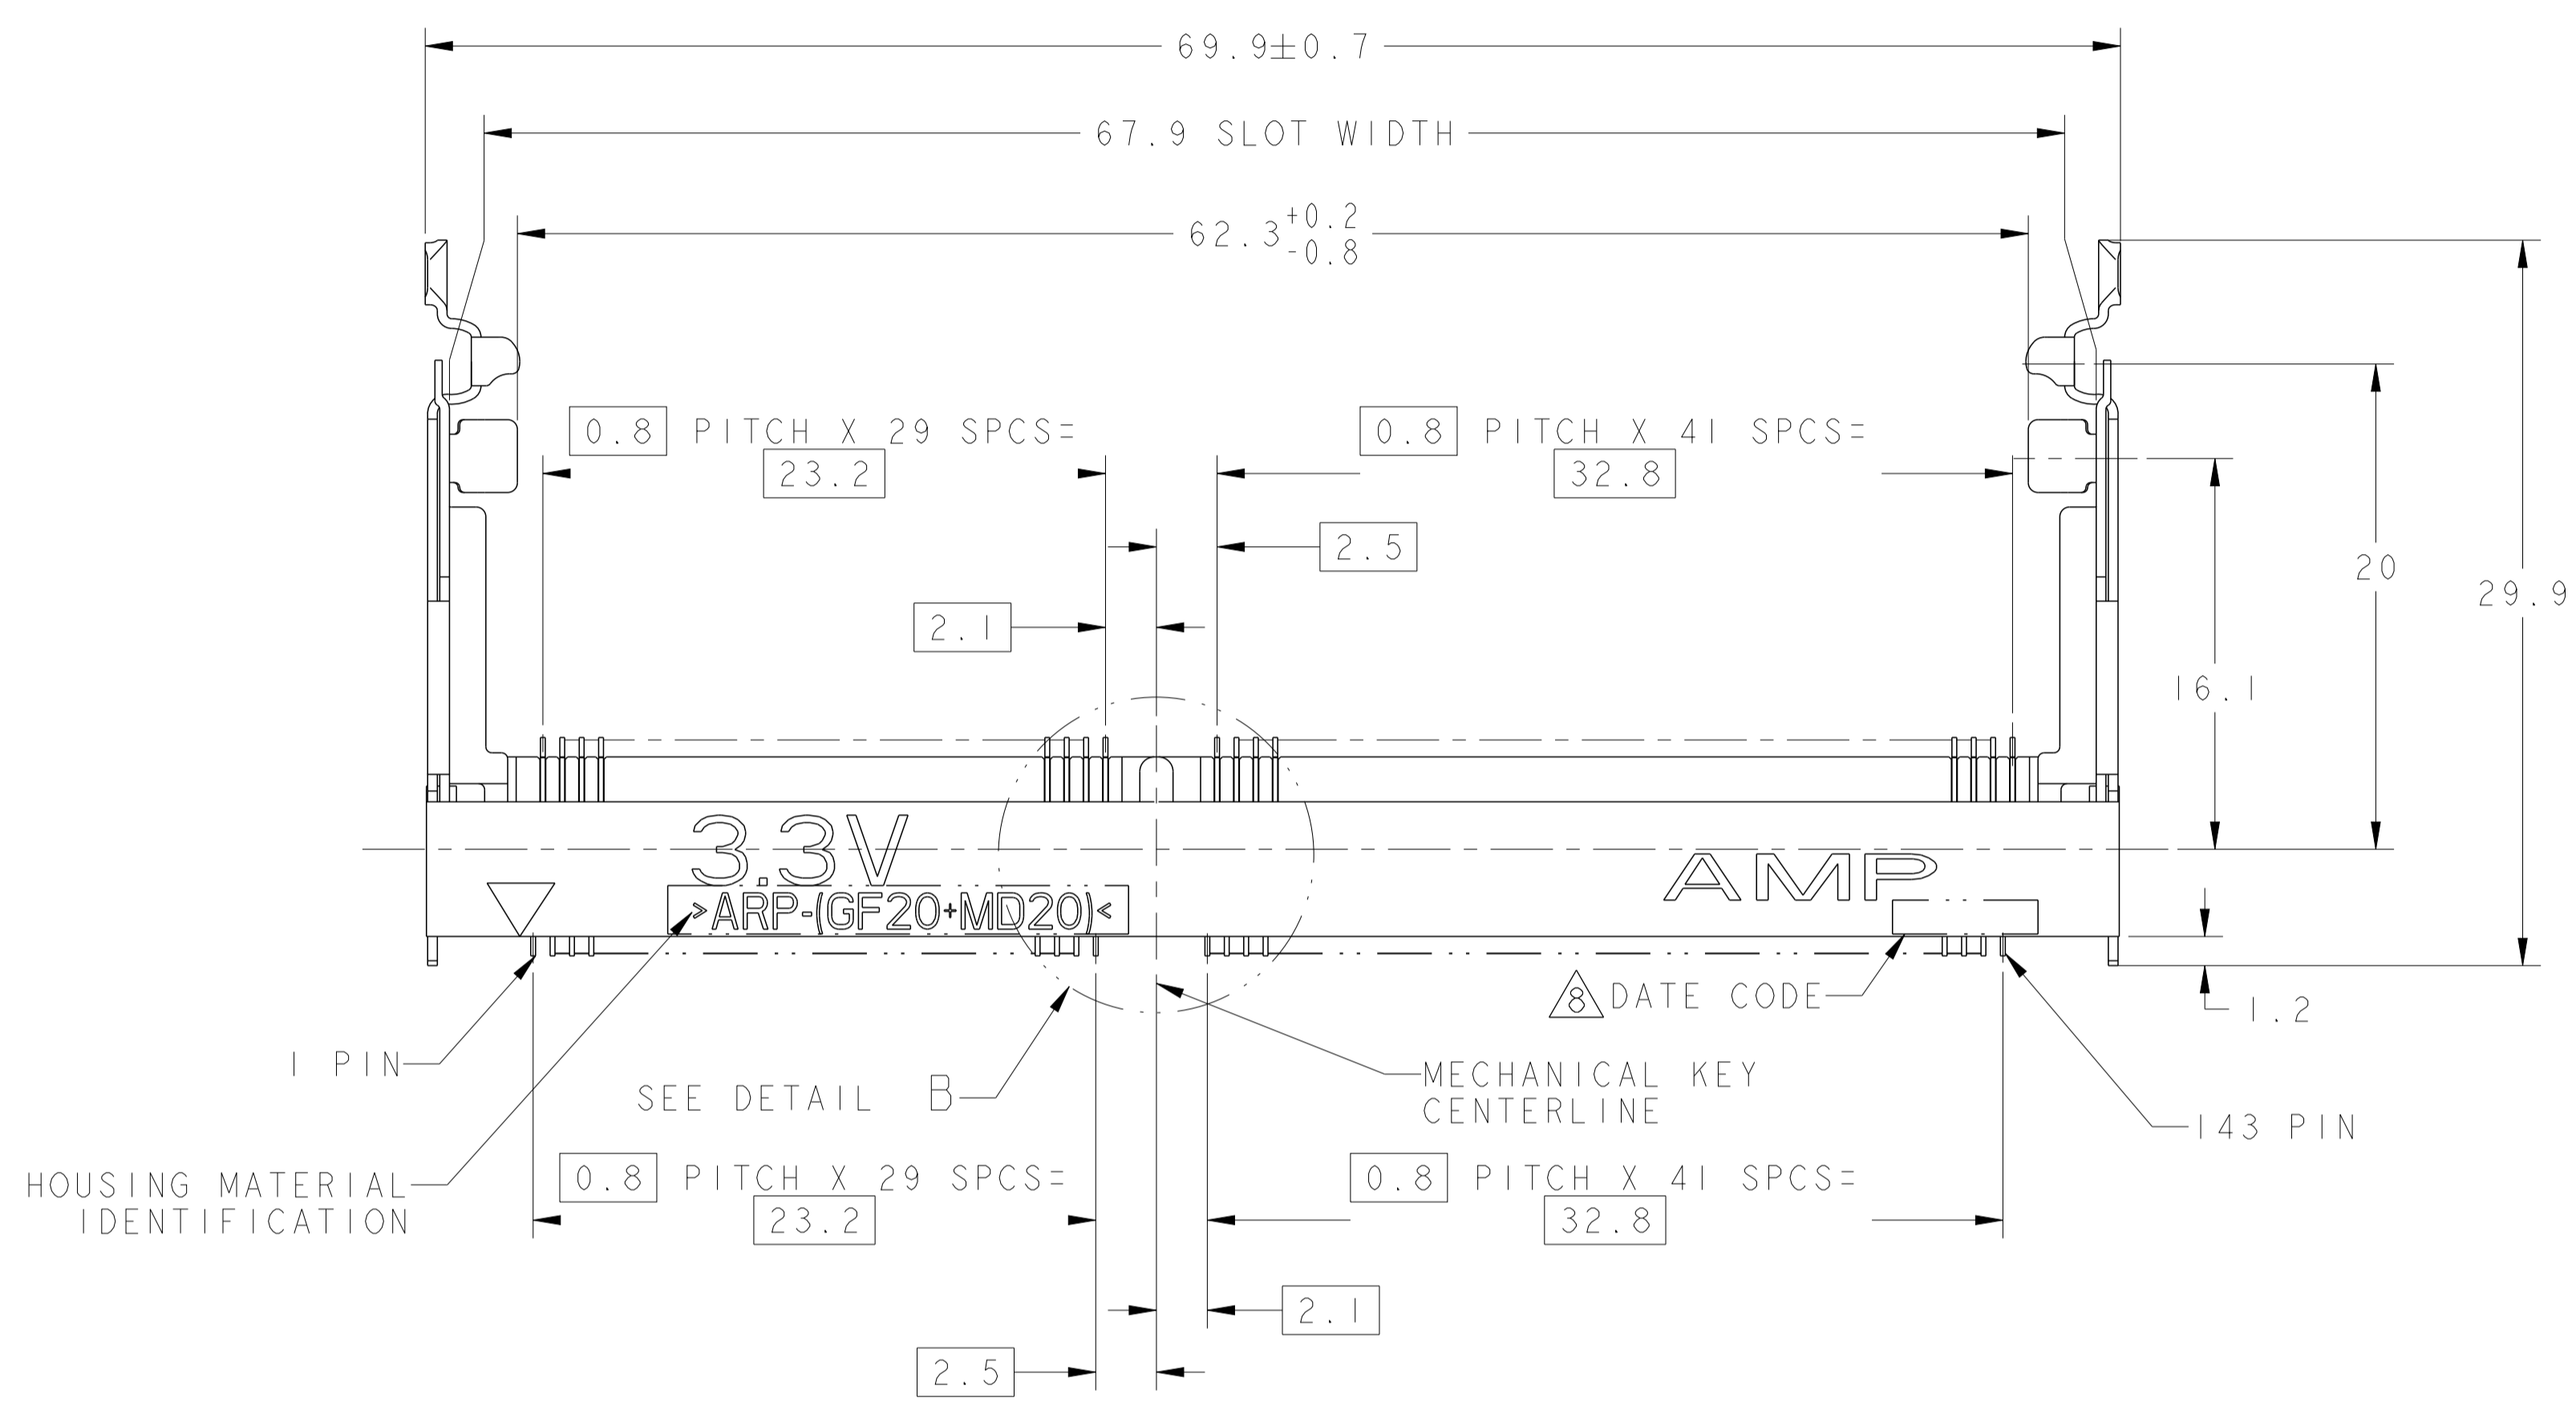 69.9±0.7
67.9 SLOT WIDTH
62.3 +0.2
-0.8
0.8 PITCH X 29 SPCS=
23.2
0.8 PITCH X 41 SPCS=
32.8
2.5
2.1
20
29.9
16.1
3.3V
AMP
>ARP-(GF20+MD20)<
8 DATE CODE
1.2
1 PIN
SEE DETAIL B
MECHANICAL KEY
CENTERLINE
143 PIN
HOUSING MATERIAL
IDENTIFICATION
0.8 PITCH X 29 SPCS=
23.2
0.8 PITCH X 41 SPCS=
32.8
2.1
2.5